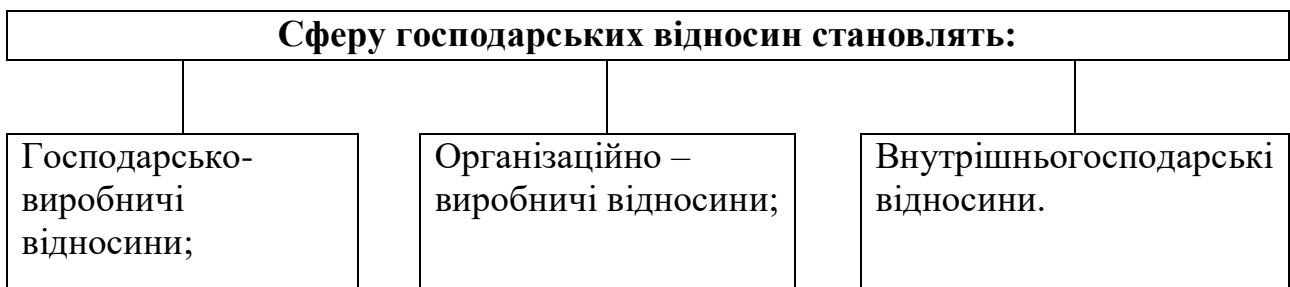 Сферу господарських відносин становлять:
Господарсько-
виробничі
відносини;
Організаційно –
виробничі відносини;
Внутрішньогосподарські
відносини.